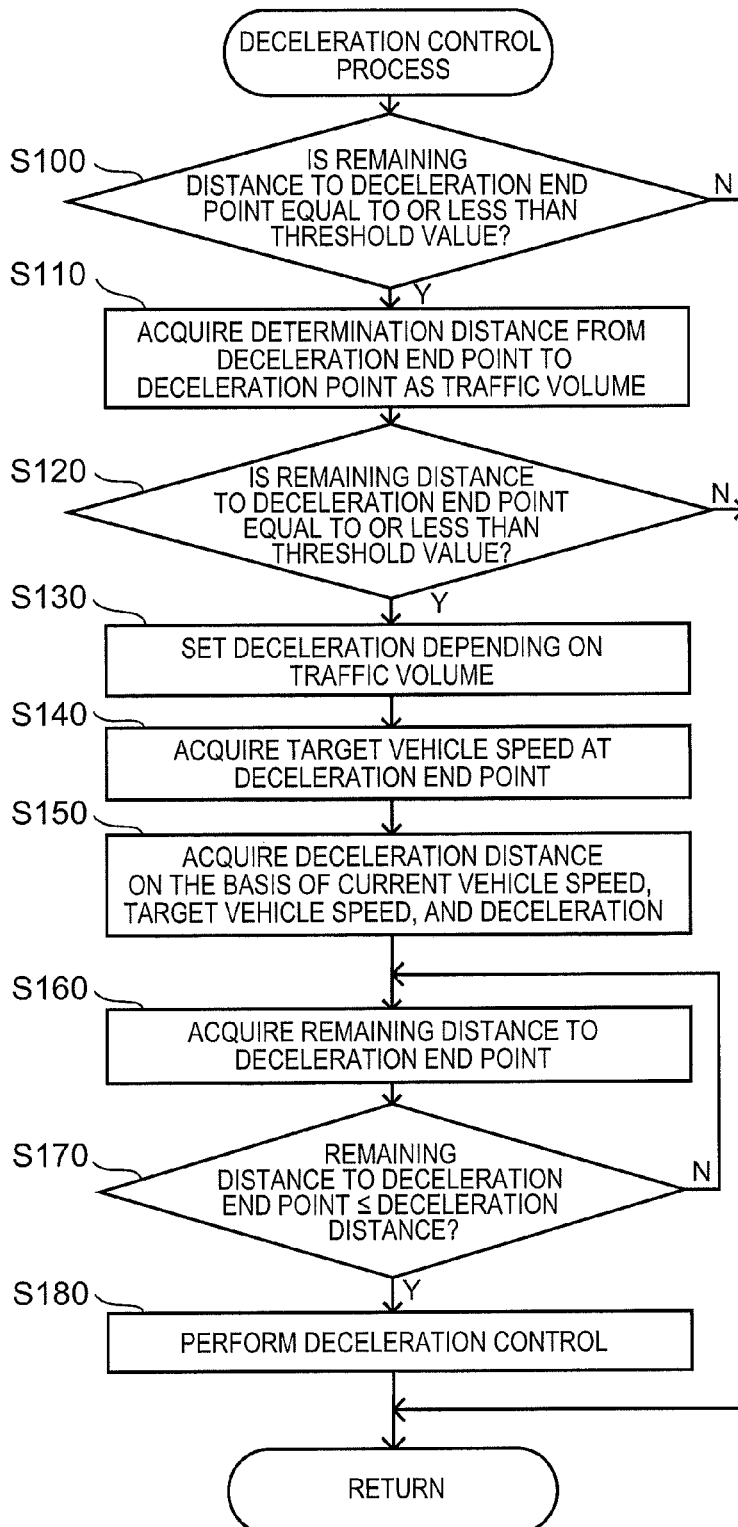 DECELERATION CONTROL
PROCESS
S100
IS REMAINING
DISTANCE TO DECELERATION END
POINT EQUAL TO OR LESS THAN
THRESHOLD VALUE?
N
Y
S110
ACQUIRE DETERMINATION DISTANCE FROM
DECELERATION END POINT TO
DECELERATION POINT AS TRAFFIC VOLUME
S120
IS REMAINING DISTANCE
TO DECELERATION END POINT
EQUAL TO OR LESS THAN
THRESHOLD VALUE?
N
Y
S130
SET DECELERATION DEPENDING ON
TRAFFIC VOLUME
S140
ACQUIRE TARGET VEHICLE SPEED AT
DECELERATION END POINT
S150
ACQUIRE DECELERATION DISTANCE
ON THE BASIS OF CURRENT VEHICLE SPEED,
TARGET VEHICLE SPEED, AND DECELERATION
S160
ACQUIRE REMAINING DISTANCE TO
DECELERATION END POINT
S170
REMAINING
DISTANCE TO DECELERATION
END POINT ≤ DECELERATION
DISTANCE?
N
Y
S180
PERFORM DECELERATION CONTROL
RETURN